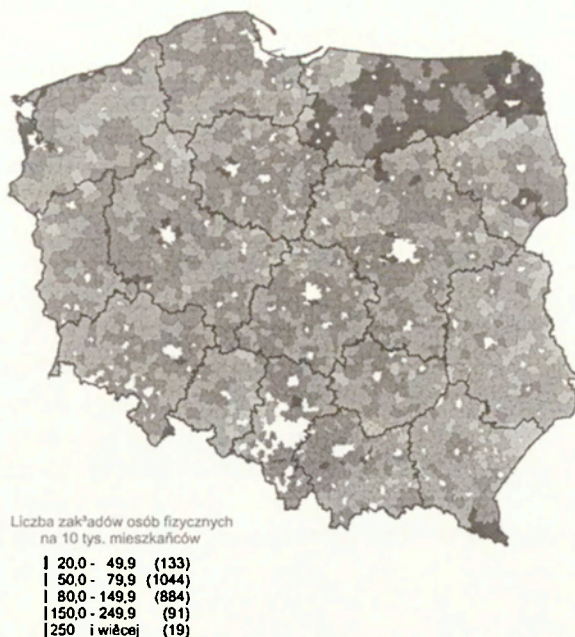 Liczba zak³adów osób fizycznych
na 10 tys. mieszkańców
20,0 - 49,9 (133)
50,0 - 79,9 (1044)
80,0 - 149,9 (884)
150,0 - 249,9 (91)
250 i więcej (19)